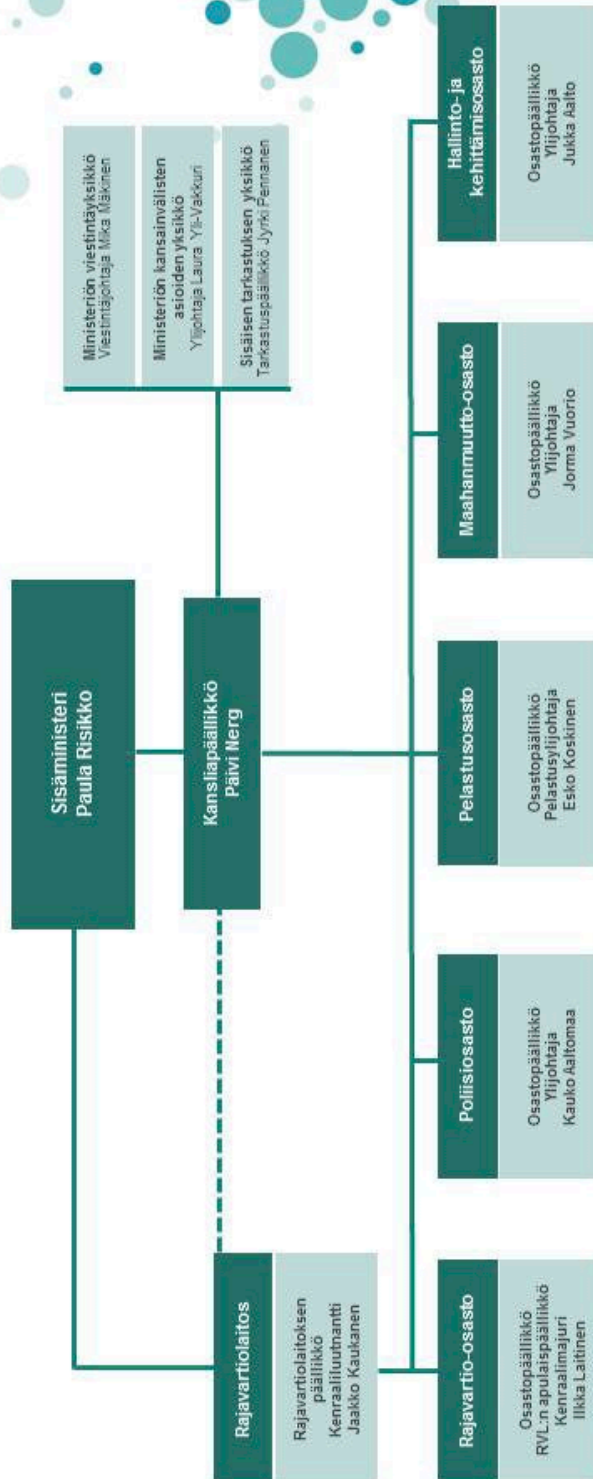 Sisäministeri
Paula Risikko
Kansliapäällikkö
Päivi Nerg
Ministeriön viestintäyksikkö
Viestintäjohtaja Mika Mäkinen
Ministeriön kansainvälisten
asioiden yksikkö
Ylijohtaja Laura Yli-Vakkuri
Sisäisen tarkastuksen yksikkö
Tarkastuspäällikkö Jyrki Pennanen
Rajavartiolaitos
Rajavartiolaitoksen
päällikkö
Kenraaliluutnantti
Jaakko Kaukanen
Rajavartio-osasto
Osastopäällikkö
RVL:n apulaispäällikkö
Kenraalimajuri
Ilkka Laitinen
Poliisiosasto
Osastopäällikkö
Ylijohtaja
Kauko Aaltomaa
Pelastusosasto
Osastopäällikkö
Pelastusylijohtaja
Esko Koskinen
Maahanmuutto-osasto
Osastopäällikkö
Ylijohtaja
Jorma Vuorio
Hallinto-ja
kehittämisosasto
Osastopäällikkö
Ylijohtaja
Jukka Aalto